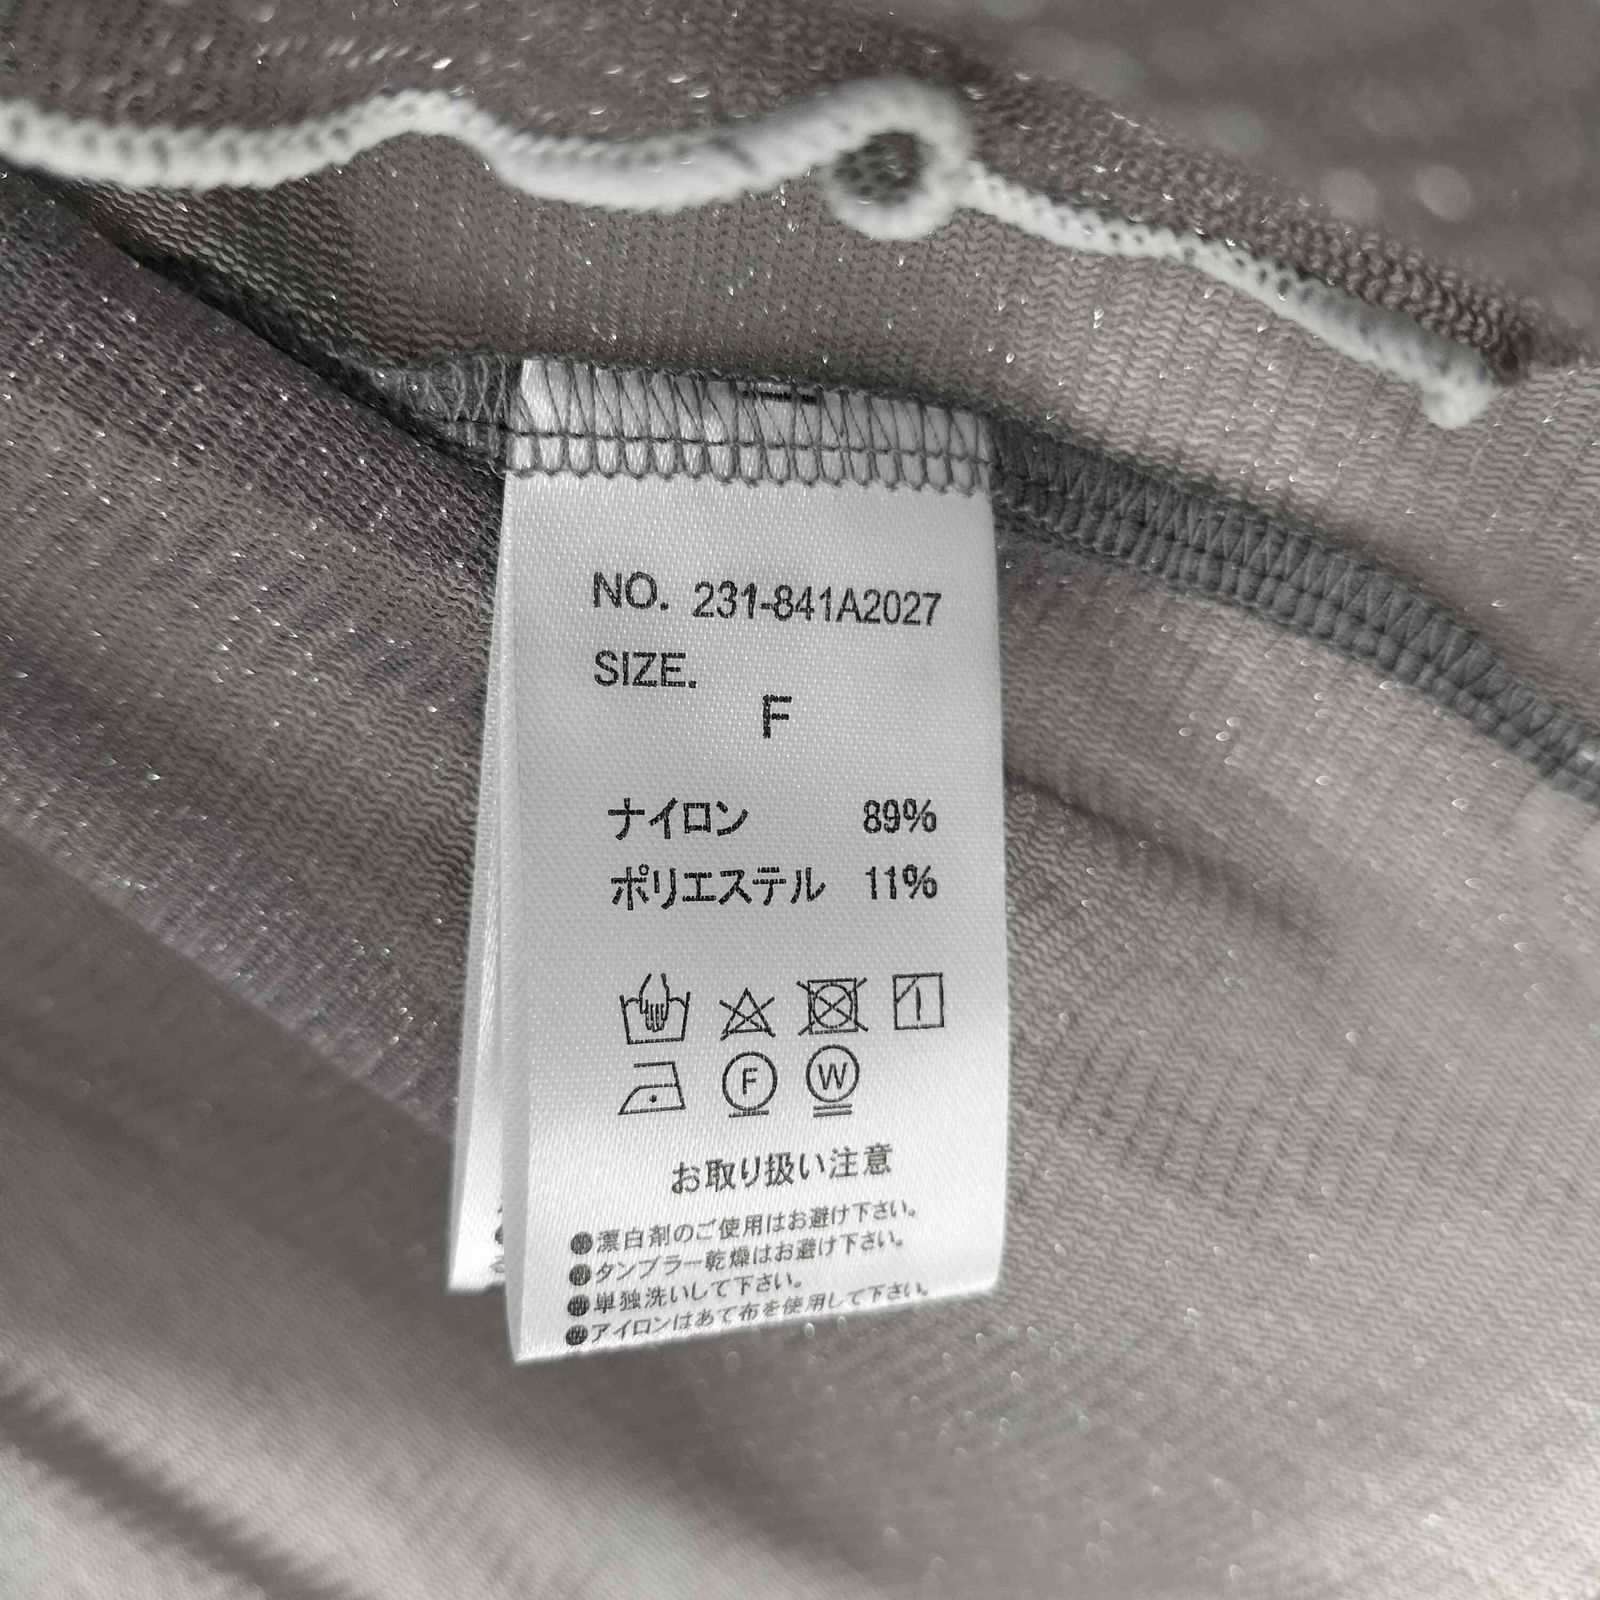 NO. 231-841A2027
SIZE.
F
ナイロン 89%
ポリエステル 11%
F W
お取り扱い注意
●漂白剤のご使用はお避け下さい。
●タンブラー乾燥はお避け下さい。
●単独洗いして下さい。
●アイロンはあて布を使用して下さい。